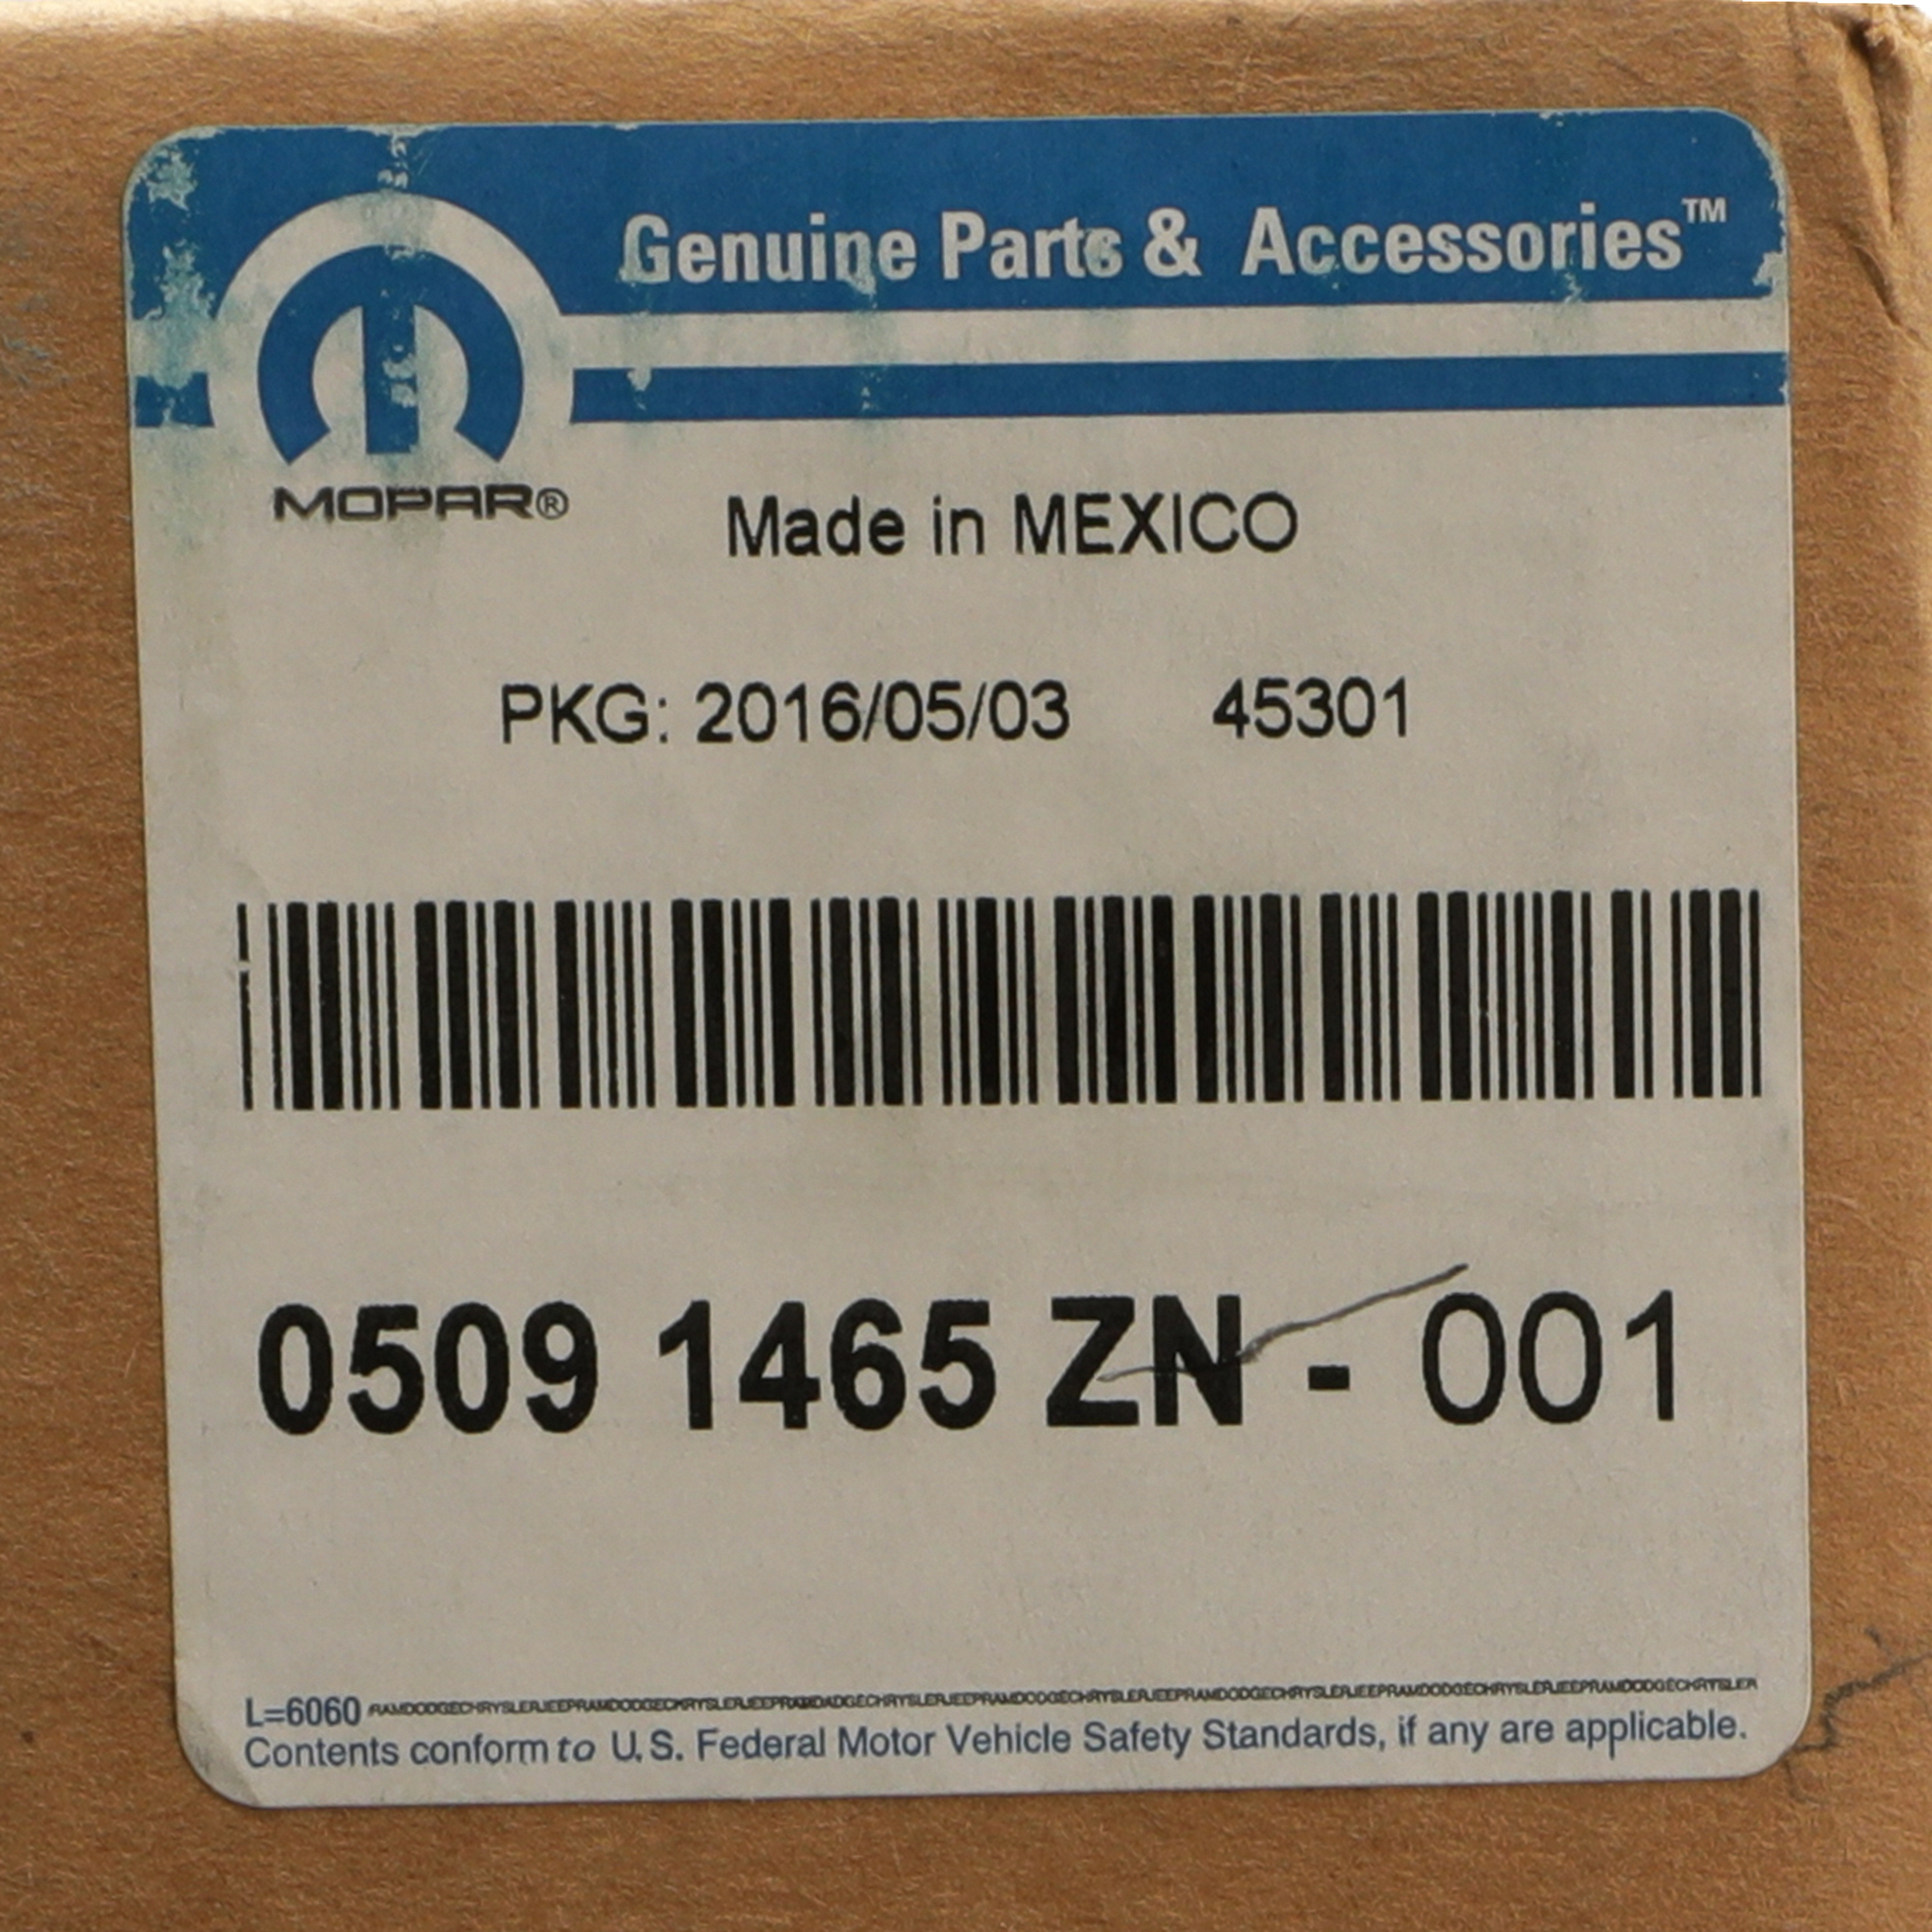 Genuine Parts & Accessories™
MOPAR®
Made in MEXICO
PKG: 2016/05/03 45301
0509 1465 ZN - 001
L=6060 RAMDODGECHRYSLERJEEPRAMDODGECHRYSLERJEEPRAMDADGECHRYSLERJEEPRAMDODGECHRYSLERJEEPRAMDODGECHRYSLERJEEPRAMDODGECHRYSLERJEEPRAMDODGECHRYSLER
Contents conform to U.S. Federal Motor Vehicle Safety Standards, if any are applicable.